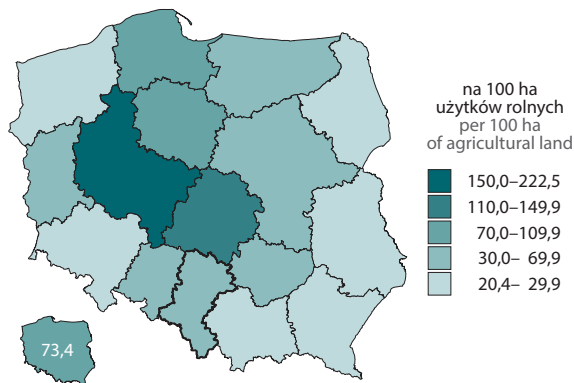 na 100 ha
użytków rolnych
per 100 ha
of agricultural land
150,0–222,5
110,0–149,9
70,0–109,9
30,0– 69,9
20,4– 29,9
73,4